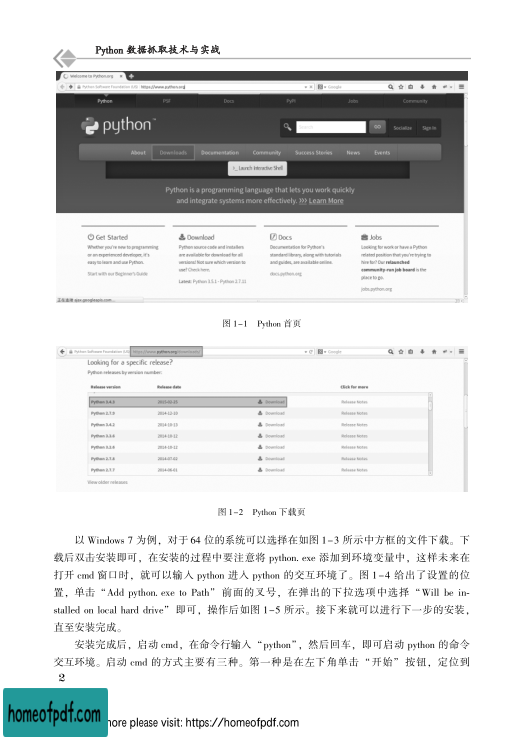 Python 数据抓取技术与实战
Welcome to Python.org
Python Software Foundation (US) https://www.python.org
Google
Python PSF Docs PyPI Jobs Community
python
Search GO Socialize Sign In
About Downloads Documentation Community Success Stories News Events
Launch Interactive Shell
Python is a programming language that lets you work quickly
and integrate systems more effectively. Learn More
Get Started Download Docs Jobs
Whether you're new to programming Python source code and installers Documentation for Python's Looking for work or have a Python
or an experienced developer, it's are available for download for all standard library, along with tutorials related position that you're trying to
easy to learn and use Python. versions! Not sure which version to and guides, are available online. hire for? Our relaunched
use? Check here. community-run job board is the
Start with our Beginner's Guide docs.python.org place to go.
Latest: Python 3.5.1 - Python 2.7.11
jobs.python.org
图 1-1 Python 首页
Python Software Foundation (US) https://www.python.org/downloads/
Google
Looking for a specific release?
Python releases by version number:
Release version Release date Click for more
Python 3.4.3 2015-02-25 Download Release Notes
Python 2.7.9 2014-12-10 Download Release Notes
Python 3.4.2 2014-10-13 Download Release Notes
Python 3.3.6 2014-10-12 Download Release Notes
Python 3.2.6 2014-10-12 Download Release Notes
Python 2.7.8 2014-07-02 Download Release Notes
Python 2.7.7 2014-06-01 Download Release Notes
View older releases
图 1-2 Python 下载页
以 Windows 7 为例，对于 64 位的系统可以选择在如图 1-3 所示中方框的文件下载。下
载后双击安装即可，在安装的过程中要注意将 python. exe 添加到环境变量中，这样未来在
打开 cmd 窗口时，就可以输入 python 进入 python 的交互环境了。图 1-4 给出了设置的位
置，单击“Add python. exe to Path”前面的叉号，在弹出的下拉选项中选择“Will be in-
stalled on local hard drive”即可，操作后如图 1-5 所示。接下来就可以进行下一步的安装，
直至安装完成。
安装完成后，启动 cmd，在命令行输入“python”，然后回车，即可启动 python 的命令
交互环境。启动 cmd 的方式主要有三种。第一种是在左下角单击“开始”按钮，定位到
2
homeofpdf.com
ore please visit: https://homeofpdf.com